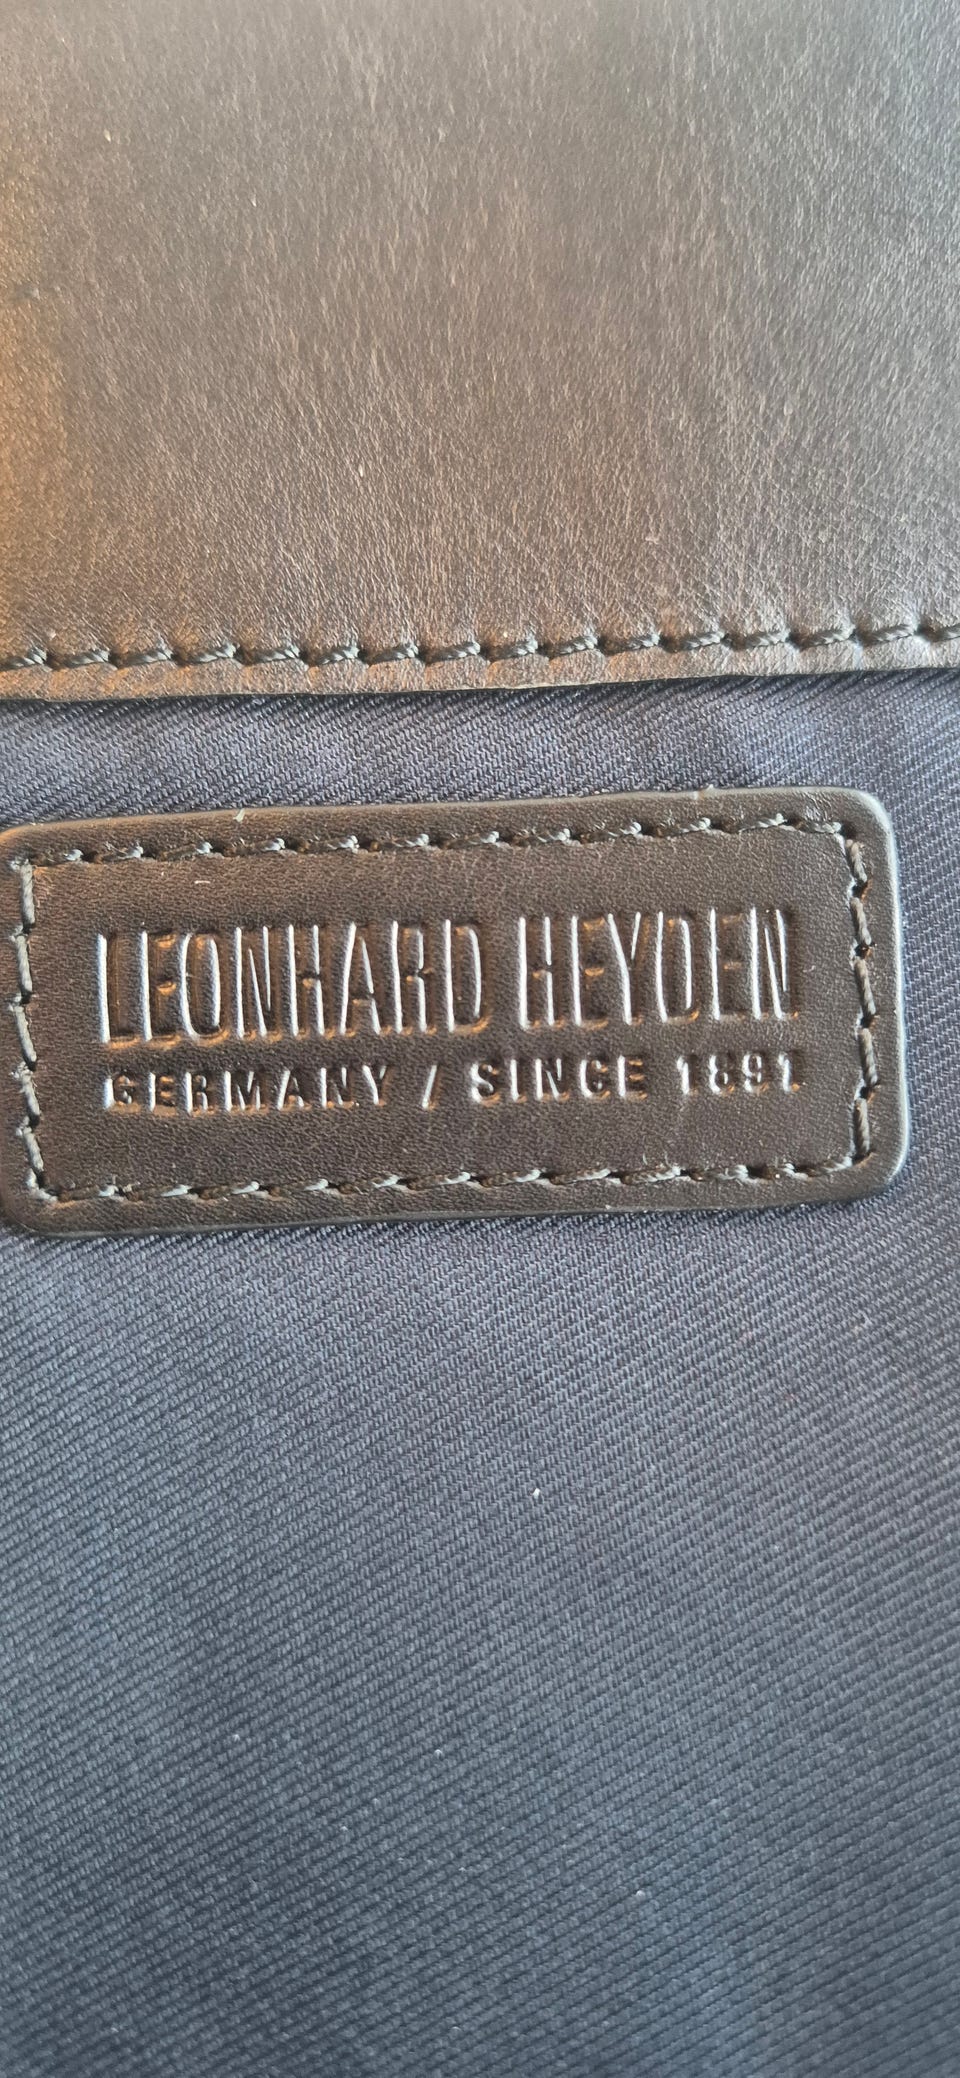 LEONHARD HEYDEN
GERMANY / SINCE 1891